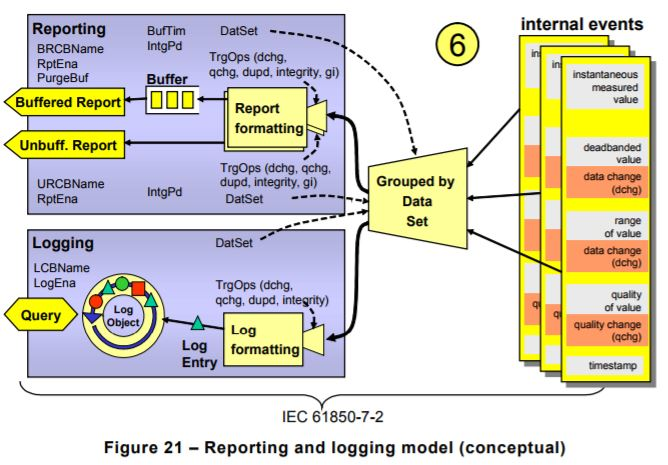 Reporting
BRCBName
RptEna
PurgeBuf
BufTim
IntgPd
DatSet
TrgOps (dchg,
qchg, dupd, integrity, gi)
Buffer
Buffered Report
Unbuff. Report
Report
formatting
TrgOps (dchg, qchg,
dupd, integrity, gi)
URCBName
RptEna
IntgPd
DatSet
Logging
DatSet
LCBName
LogEna
TrgOps (dchg,
qchg, dupd, integrity)
Query
Log
Object
Log
Entry
Log
formatting
Grouped by
Data
Set
6
internal events
in
in
instantaneous
measured
value
deadbanded
value
data change
(dchg)
range
of value
data change
(dchg)
quality
of value
qu
qu
quality change
(qchg)
timestamp
IEC 61850-7-2
Figure 21 – Reporting and logging model (conceptual)